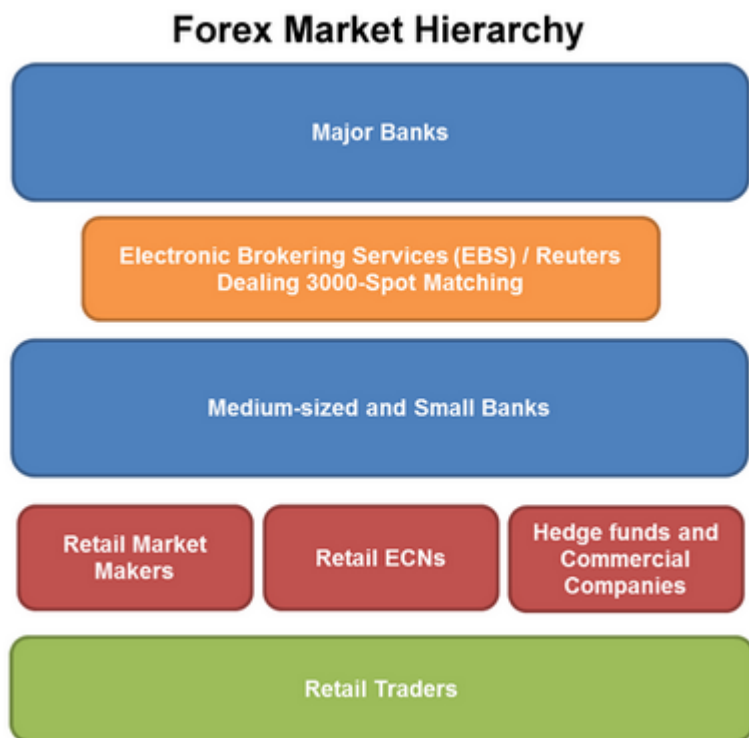 Forex Market Hierarchy
Major Banks
Electronic Brokering Services (EBS) / Reuters
Dealing 3000-Spot Matching
Medium-sized and Small Banks
Retail Market
Makers
Retail ECNs
Hedge funds and
Commercial
Companies
Retail Traders